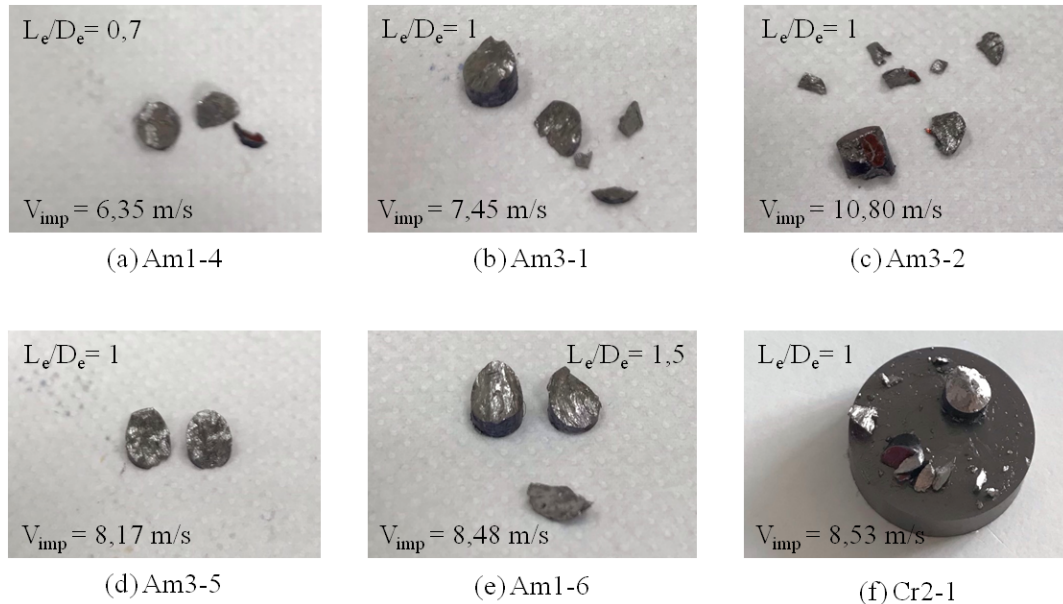 Le/De= 0,7
Vimp = 6,35 m/s
(a) Am1-4
Le/De= 1
Vimp = 7,45 m/s
(b) Am3-1
Le/De= 1
Vimp = 10,80 m/s
(c) Am3-2
Le/De= 1
Vimp = 8,17 m/s
(d) Am3-5
Le/De= 1,5
Vimp = 8,48 m/s
(e) Am1-6
Le/De= 1
Vimp = 8,53 m/s
(f) Cr2-1